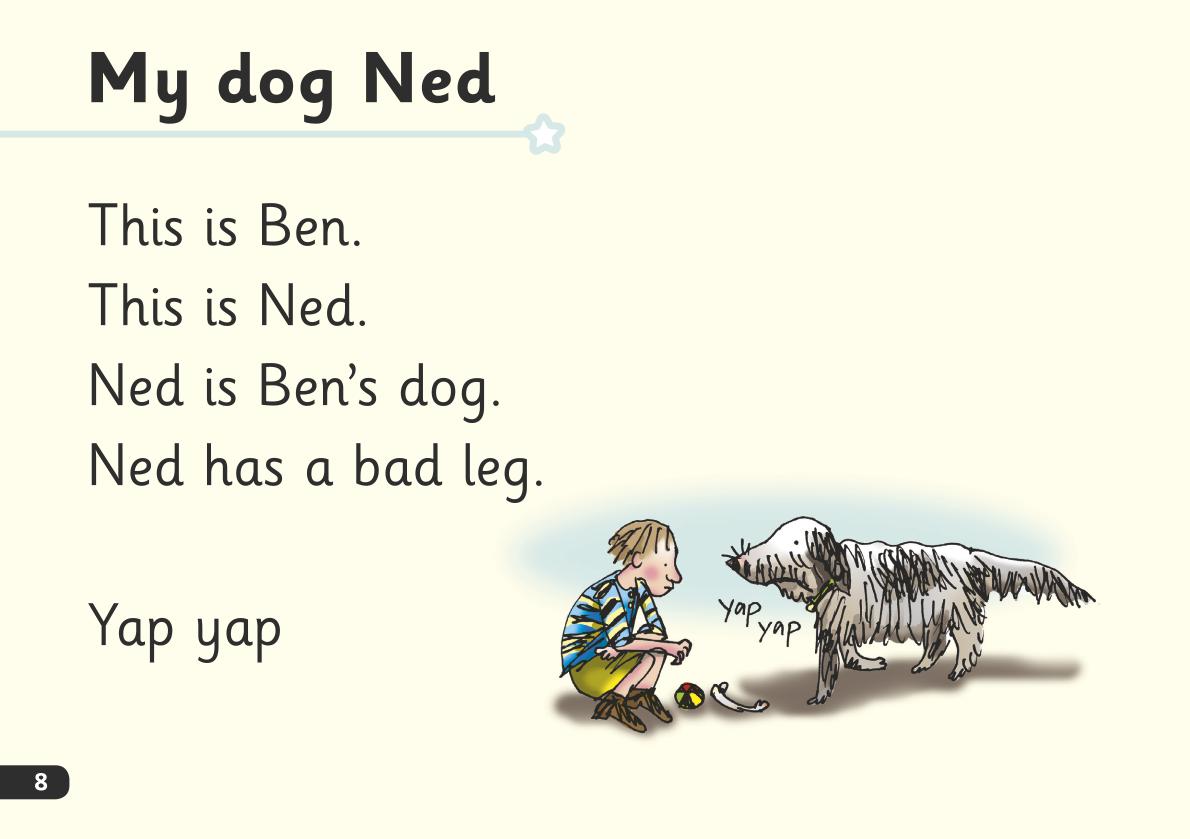 My dog Ned
This is Ben.
This is Ned.
Ned is Ben’s dog.
Ned has a bad leg.
Yap yap
yap
yap
8